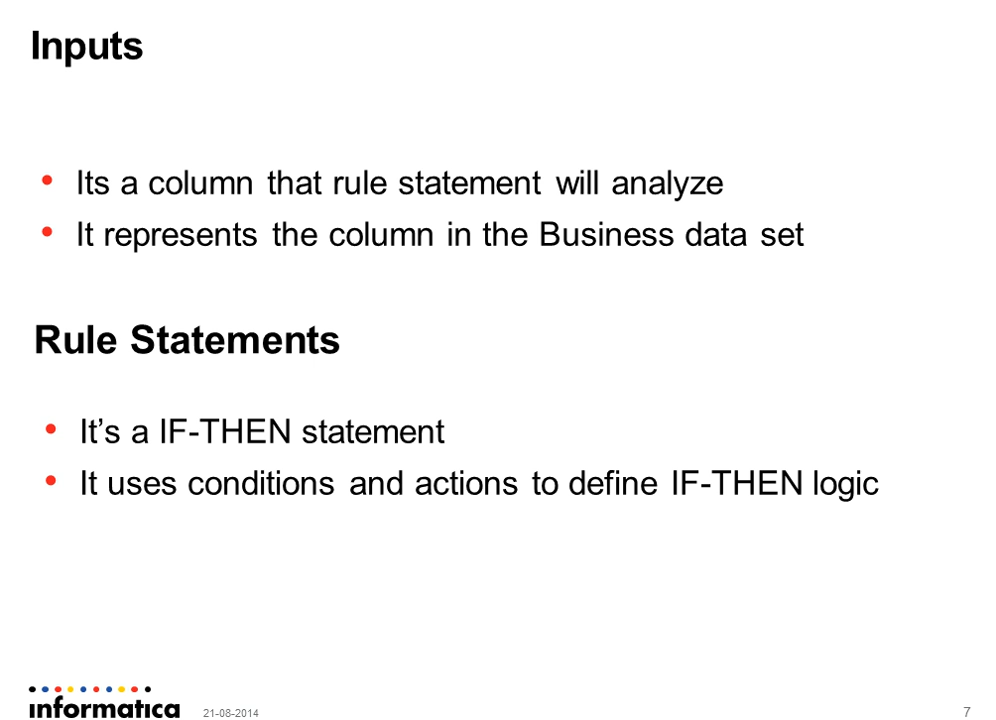 Inputs
• Its a column that rule statement will analyze
• It represents the column in the Business data set
Rule Statements
• It’s a IF-THEN statement
• It uses conditions and actions to define IF-THEN logic
informatica
21-08-2014
7